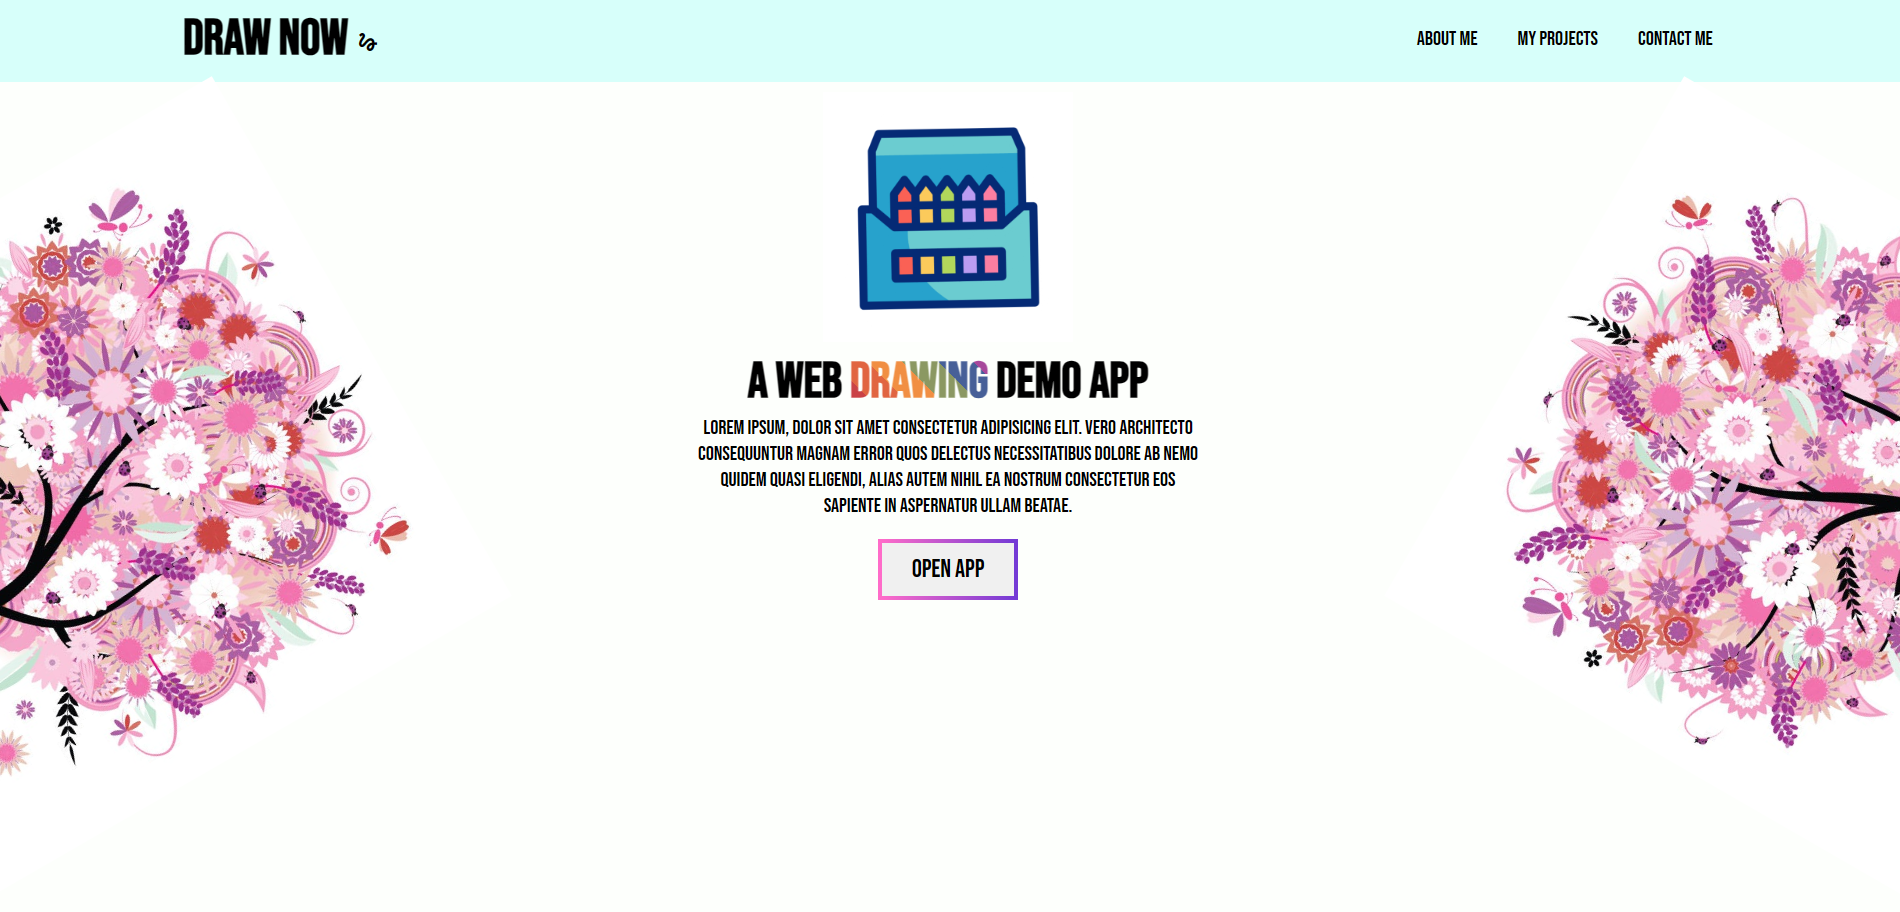 DRAW NOW
ABOUT ME
MY PROJECTS
CONTACT ME
A WEB DRAWING DEMO APP
LOREM IPSUM, DOLOR SIT AMET CONSECTETUR ADIPISICING ELIT. VERO ARCHITECTO
CONSEQUUNTUR MAGNAM ERROR QUOS DELECTUS NECESSITATIBUS DOLORE AB NEMO
QUIDEM QUASI ELIGENDI, ALIAS AUTEM NIHIL EA NOSTRUM CONSECTETUR EOS
SAPIENTE IN ASPERNATUR ULLAM BEATAE.
OPEN APP